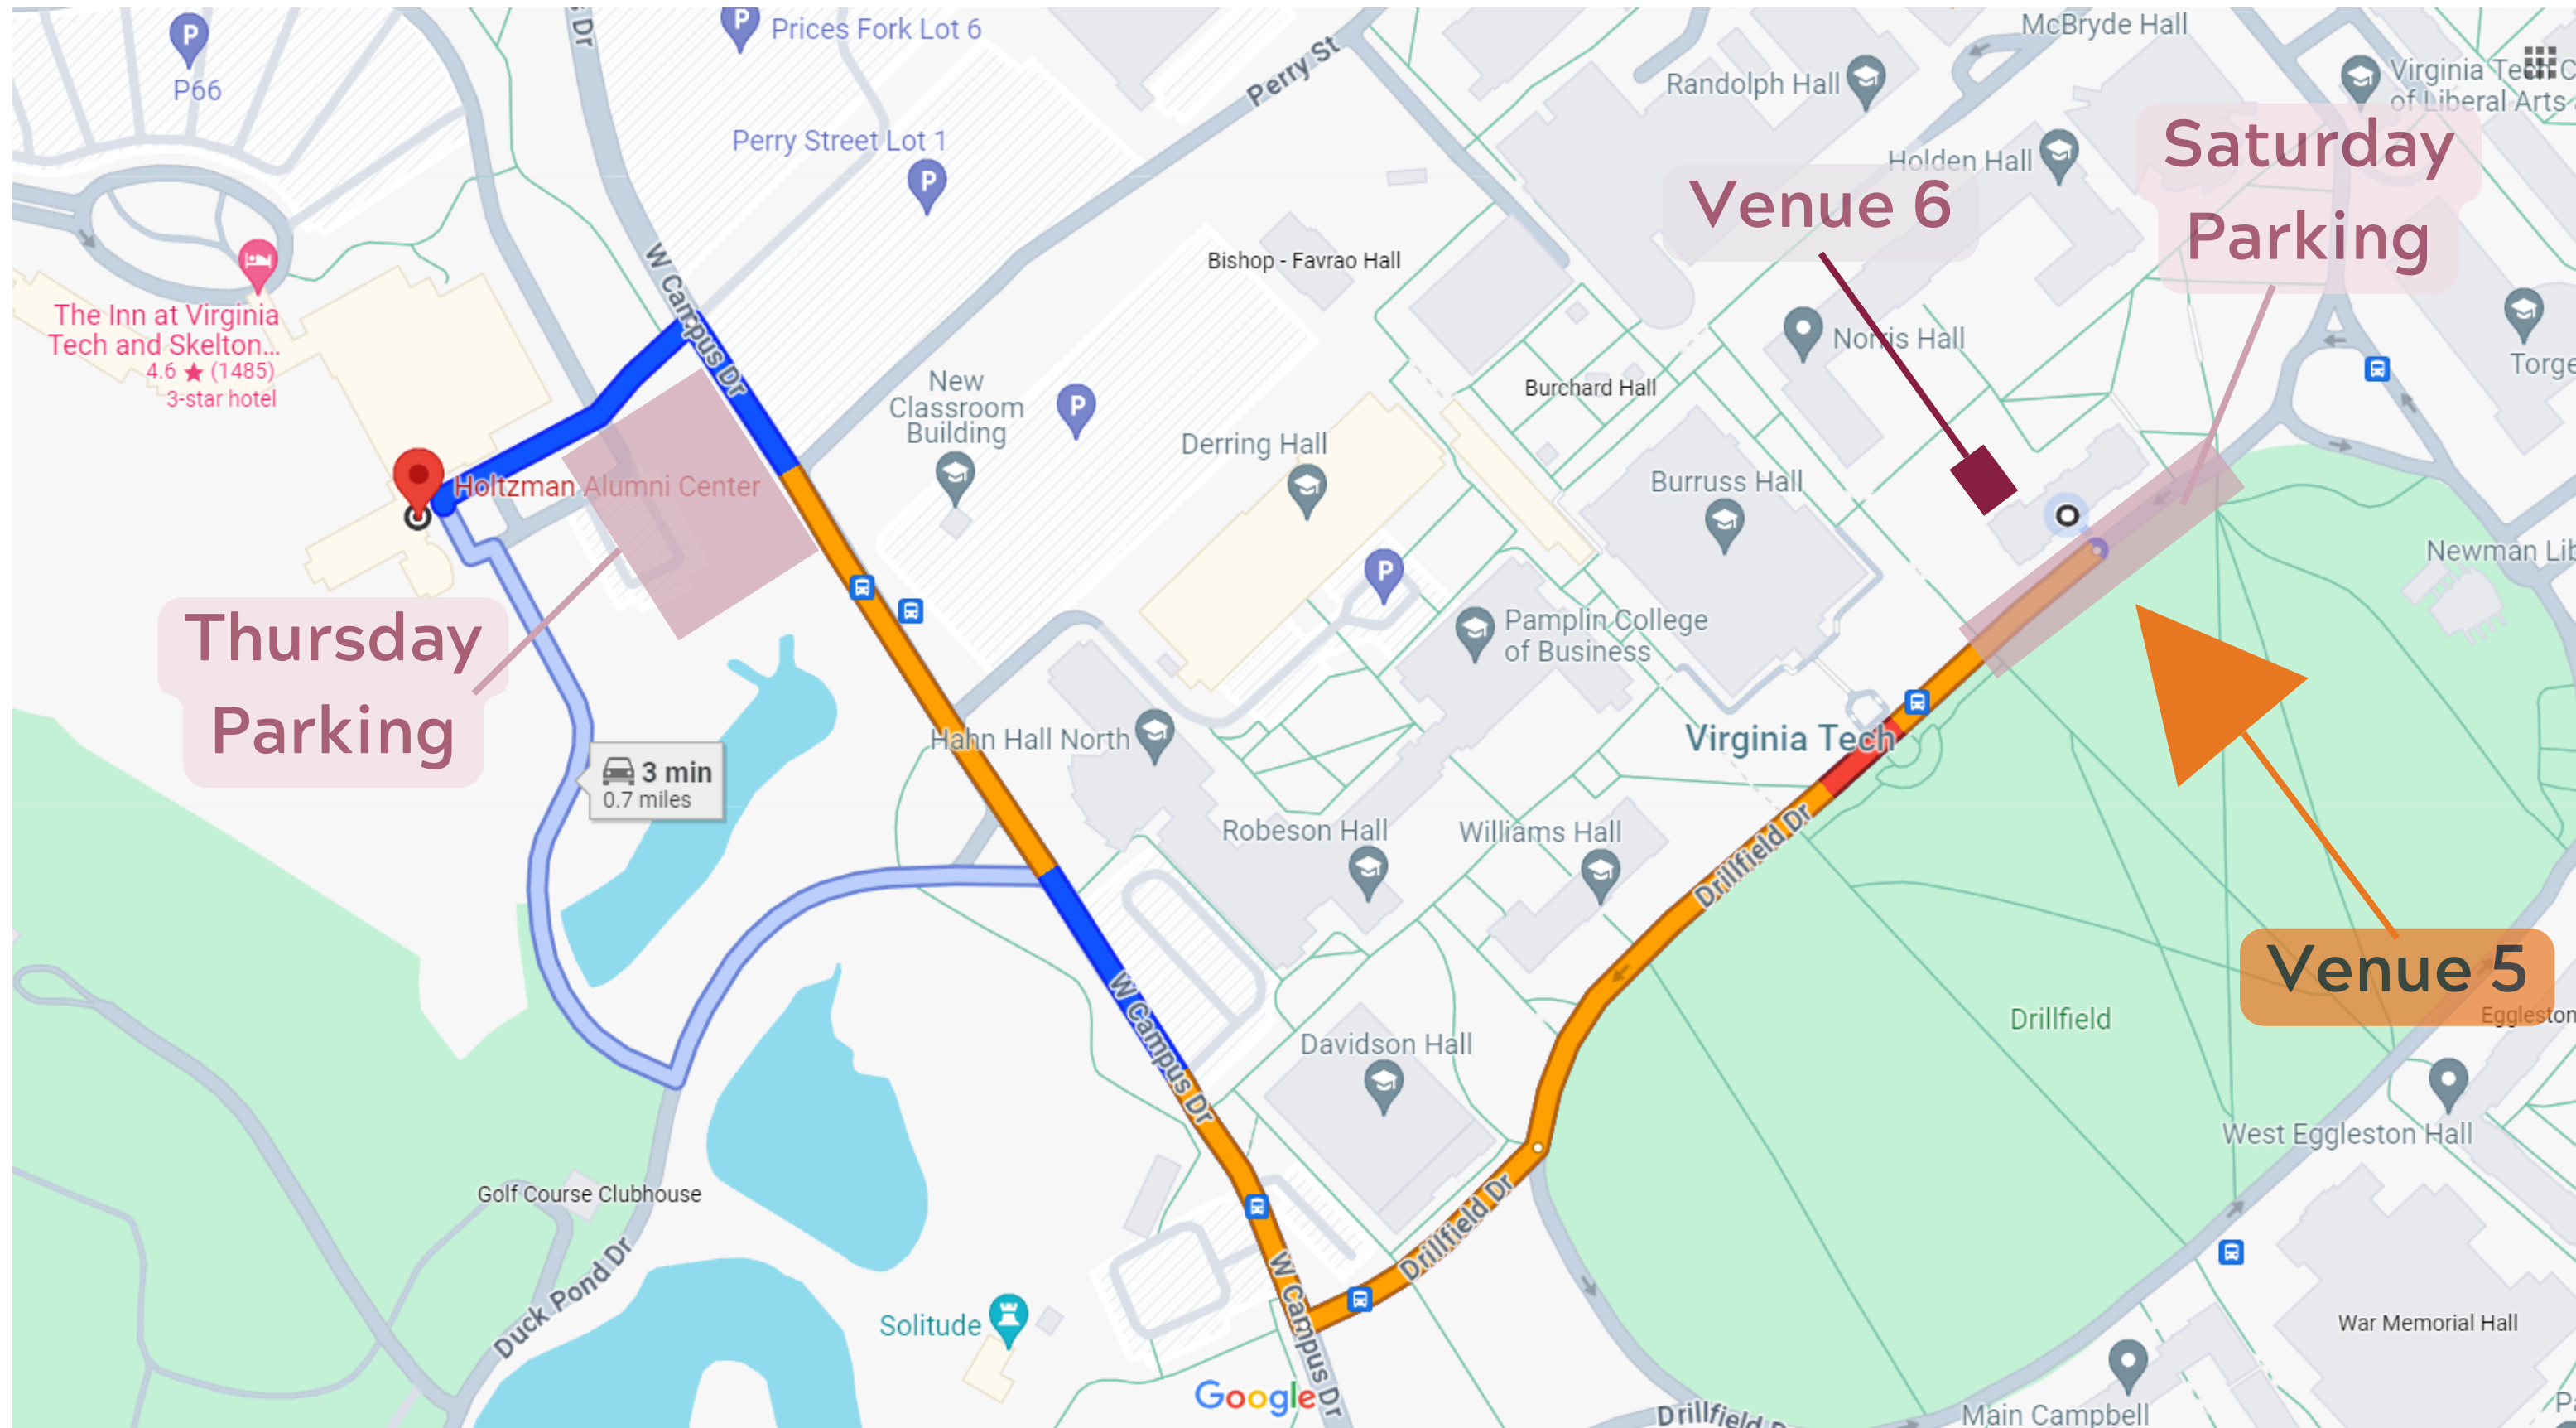 P66
Prices Fork Lot 6
Perry Street Lot 1
Perry St
McBryde Hall
Randolph Hall
Virginia Tech C
of Liberal Arts
Holden Hall
Saturday
Parking
Venue 6
W Campus Dr
Bishop - Favrao Hall
The Inn at Virginia
Tech and Skelton...
4.6 ★ (1485)
3-star hotel
Norris Hall
Torge
New
Classroom
Building
Burchard Hall
Derring Hall
Holtzman Alumni Center
Burruss Hall
Newman Lib
Thursday
Parking
Pamplin College
of Business
Hahn Hall North
Virginia Tech
3 min
0.7 miles
Robeson Hall
Williams Hall
Drillfield Dr
Venue 5
W Campus Dr
Drillfield
Eggleston
Davidson Hall
West Eggleston Hall
Golf Course Clubhouse
Drillfield Dr
Duck Pond Dr
W Campus Dr
Solitude
War Memorial Hall
Google
Drillfield
Main Campbell